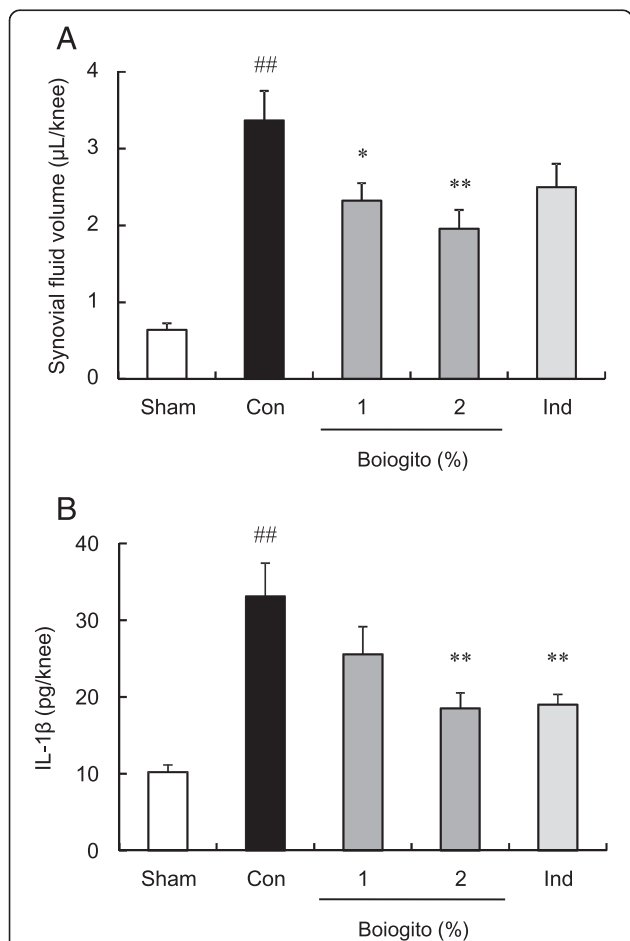 A
Synovial fluid volume (μL/knee)
4
3
2
1
0
##
*
**
Sham Con 1 2 Ind
Boiogito (%)
B
IL-1β (pg/knee)
40
30
20
10
0
##
**
**
Sham Con 1 2 Ind
Boiogito (%)